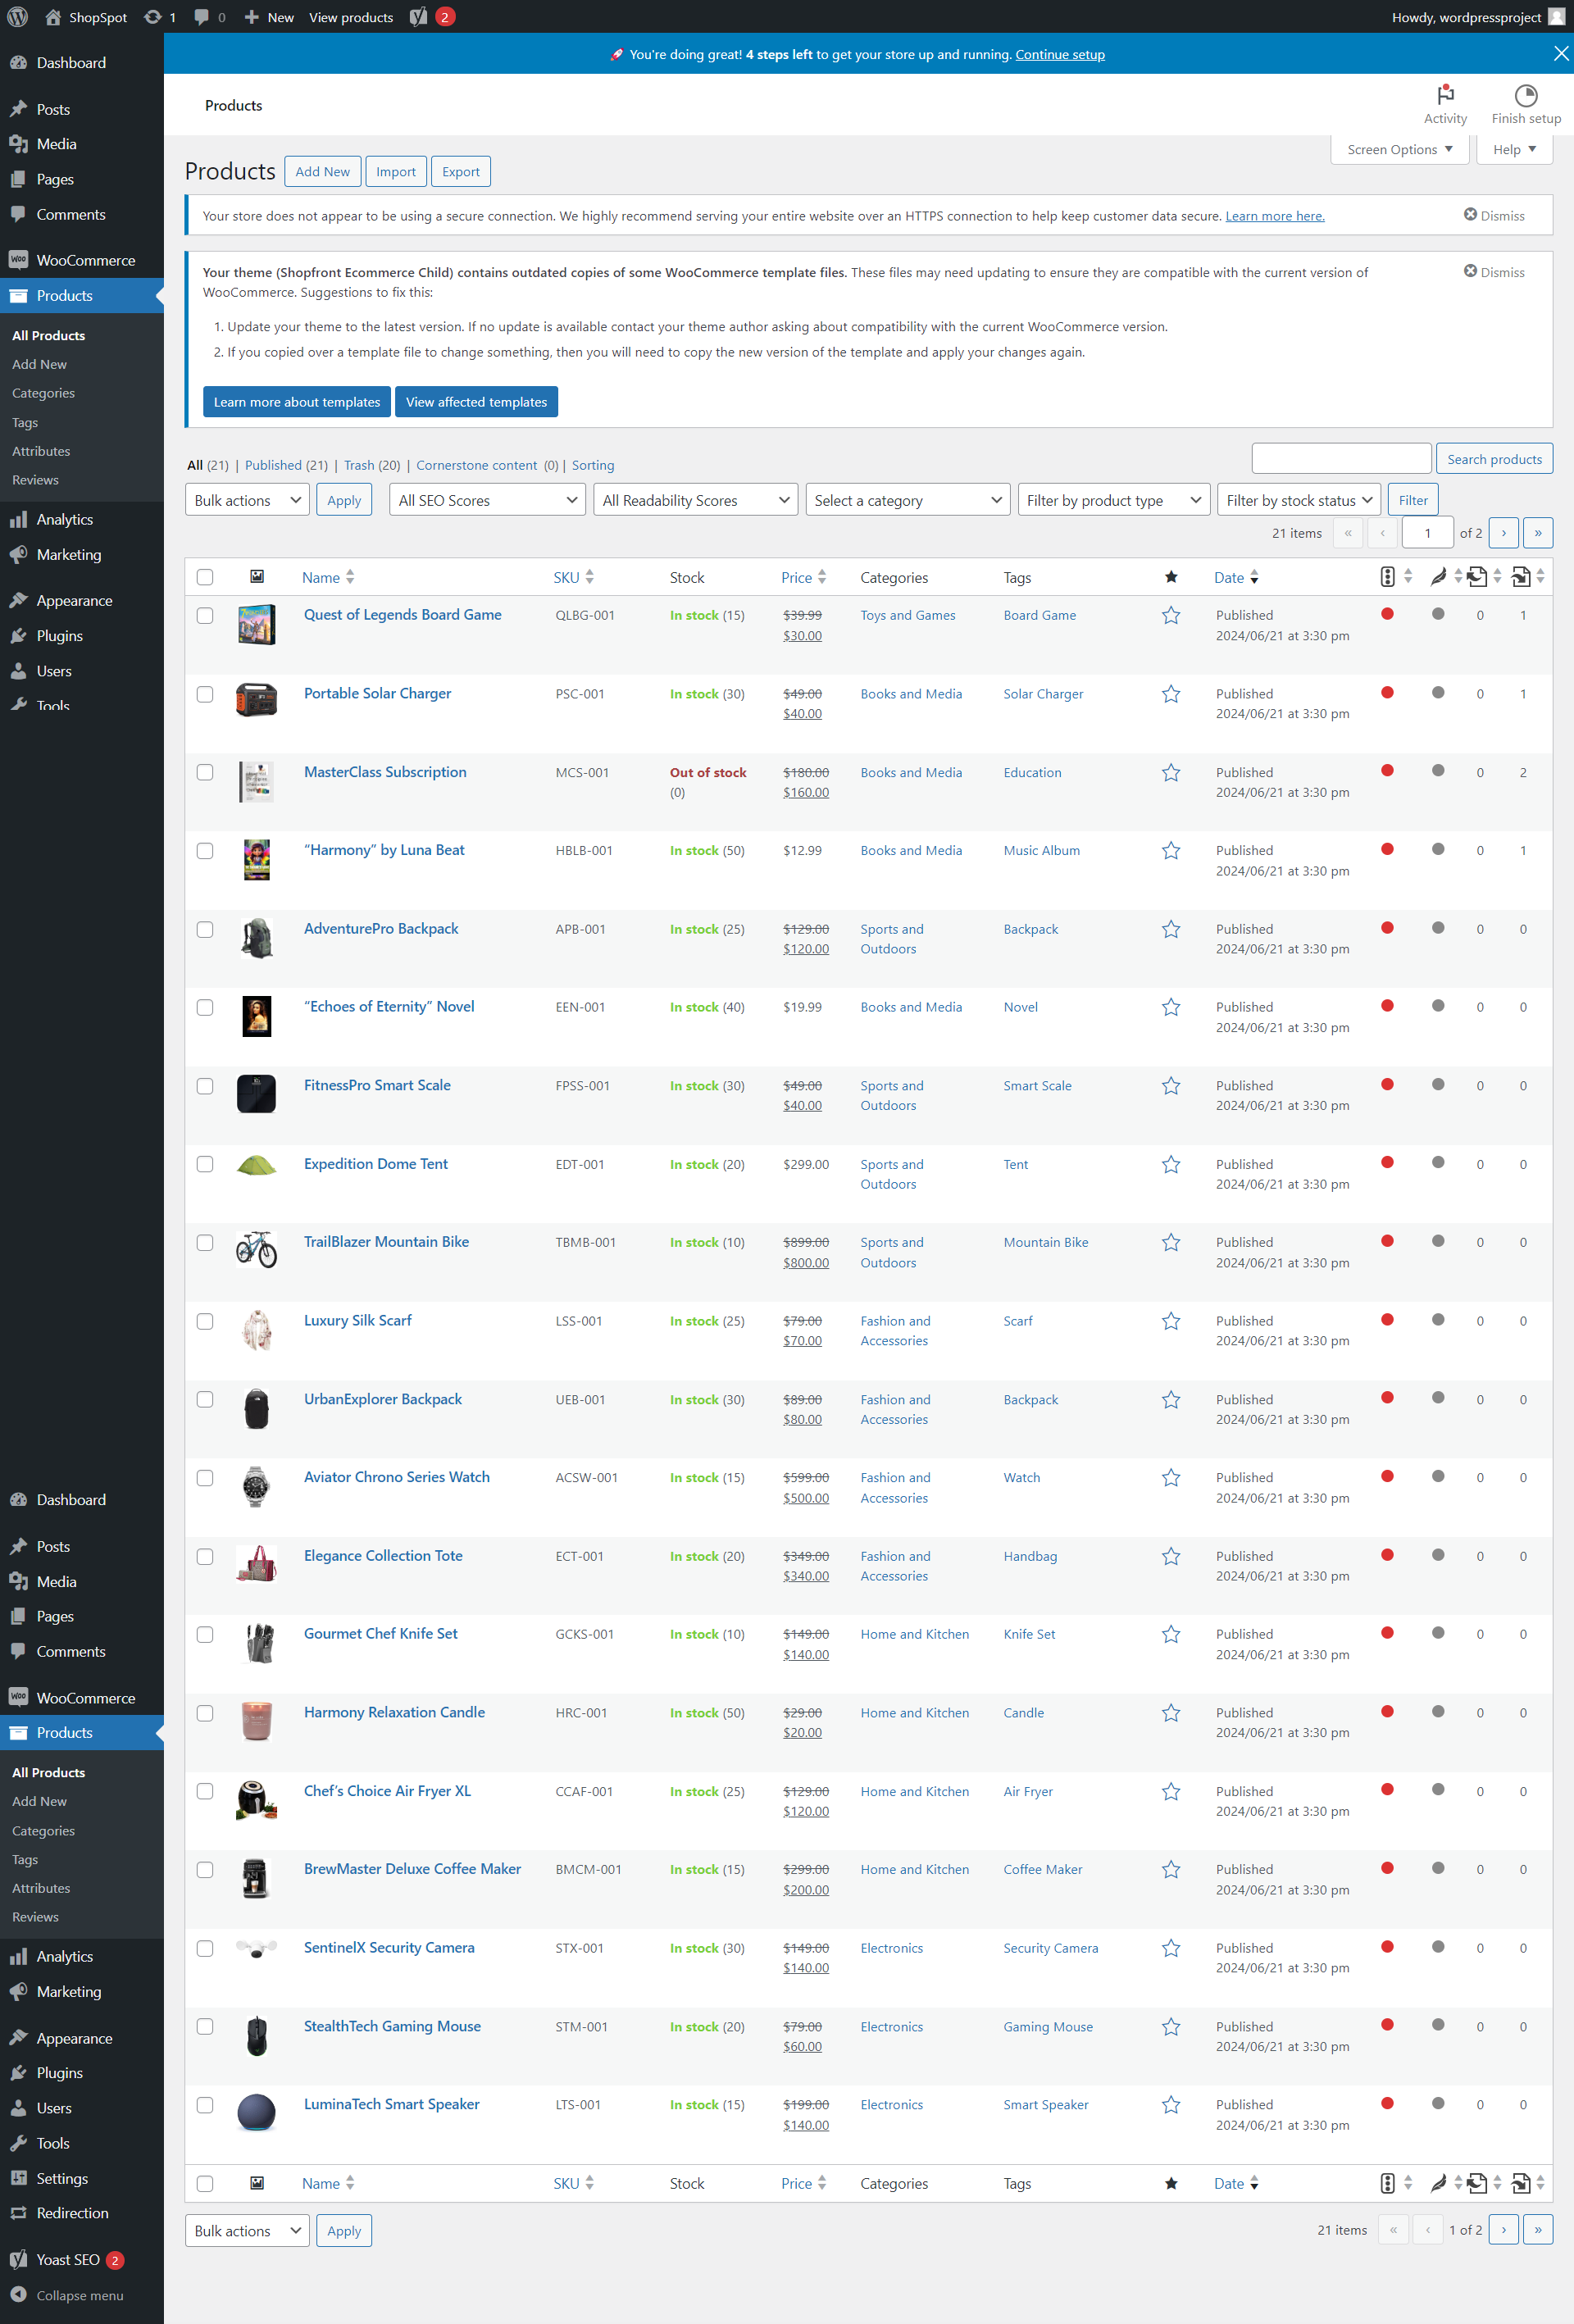 ShopSpot 1 0 New View products 2 Howdy, wordpressproject
🚀 You're doing great! 4 steps left to get your store up and running. Continue setup
Products
Activity
Finish setup
Screen Options
Help
Dashboard
Posts
Media
Pages
Comments
WooCommerce
Products
All Products
Add New
Categories
Tags
Attributes
Reviews
Analytics
Marketing
Appearance
Plugins
Users
Tools
Products Add New Import Export
Your store does not appear to be using a secure connection. We highly recommend serving your entire website over an HTTPS connection to help keep customer data secure. Learn more here. Dismiss
Your theme (Shopfront Ecommerce Child) contains outdated copies of some WooCommerce template files. These files may need updating to ensure they are compatible with the current version of
WooCommerce. Suggestions to fix this:
Dismiss
1. Update your theme to the latest version. If no update is available contact your theme author asking about compatibility with the current WooCommerce version.
2. If you copied over a template file to change something, then you will need to copy the new version of the template and apply your changes again.
Learn more about templates View affected templates
All (21) | Published (21) | Trash (20) | Cornerstone content (0) | Sorting
Search products
Bulk actions Apply All SEO Scores All Readability Scores Select a category Filter by product type Filter by stock status Filter
21 items « ‹ 1 of 2 › »
Name SKU Stock Price Categories Tags Date
Quest of Legends Board Game QLBG-001 In stock (15) $39.99 Toys and Games Board Game Published 0 1
$30.00 2024/06/21 at 3:30 pm
Portable Solar Charger PSC-001 In stock (30) $49.00 Books and Media Solar Charger Published 0 1
$40.00 2024/06/21 at 3:30 pm
MasterClass Subscription MCS-001 Out of stock $180.00 Books and Media Education Published 0 2
(0) $160.00 2024/06/21 at 3:30 pm
“Harmony” by Luna Beat HBLB-001 In stock (50) $12.99 Books and Media Music Album Published 0 1
2024/06/21 at 3:30 pm
AdventurePro Backpack APB-001 In stock (25) $129.00 Sports and Backpack Published 0 0
$120.00 Outdoors 2024/06/21 at 3:30 pm
“Echoes of Eternity” Novel EEN-001 In stock (40) $19.99 Books and Media Novel Published 0 0
2024/06/21 at 3:30 pm
FitnessPro Smart Scale FPSS-001 In stock (30) $49.00 Sports and Smart Scale Published 0 0
$40.00 Outdoors 2024/06/21 at 3:30 pm
Expedition Dome Tent EDT-001 In stock (20) $299.00 Sports and Tent Published 0 0
Outdoors 2024/06/21 at 3:30 pm
TrailBlazer Mountain Bike TBMB-001 In stock (10) $899.00 Sports and Mountain Bike Published 0 0
$800.00 Outdoors 2024/06/21 at 3:30 pm
Luxury Silk Scarf LSS-001 In stock (25) $79.00 Fashion and Scarf Published 0 0
$70.00 Accessories 2024/06/21 at 3:30 pm
UrbanExplorer Backpack UEB-001 In stock (30) $89.00 Fashion and Backpack Published 0 0
$80.00 Accessories 2024/06/21 at 3:30 pm
Aviator Chrono Series Watch ACSW-001 In stock (15) $599.00 Fashion and Watch Published 0 0
$500.00 Accessories 2024/06/21 at 3:30 pm
Elegance Collection Tote ECT-001 In stock (20) $349.00 Fashion and Handbag Published 0 0
$340.00 Accessories 2024/06/21 at 3:30 pm
Gourmet Chef Knife Set GCKS-001 In stock (10) $149.00 Home and Kitchen Knife Set Published 0 0
$140.00 2024/06/21 at 3:30 pm
Harmony Relaxation Candle HRC-001 In stock (50) $29.00 Home and Kitchen Candle Published 0 0
$20.00 2024/06/21 at 3:30 pm
Chef’s Choice Air Fryer XL CCAF-001 In stock (25) $129.00 Home and Kitchen Air Fryer Published 0 0
$120.00 2024/06/21 at 3:30 pm
BrewMaster Deluxe Coffee Maker BMCM-001 In stock (15) $299.00 Home and Kitchen Coffee Maker Published 0 0
$200.00 2024/06/21 at 3:30 pm
SentinelX Security Camera STX-001 In stock (30) $149.00 Electronics Security Camera Published 0 0
$140.00 2024/06/21 at 3:30 pm
StealthTech Gaming Mouse STM-001 In stock (20) $79.00 Electronics Gaming Mouse Published 0 0
$60.00 2024/06/21 at 3:30 pm
LuminaTech Smart Speaker LTS-001 In stock (15) $199.00 Electronics Smart Speaker Published 0 0
$140.00 2024/06/21 at 3:30 pm
Name SKU Stock Price Categories Tags Date
Bulk actions Apply 21 items « ‹ 1 of 2 › »
Dashboard
Posts
Media
Pages
Comments
WooCommerce
Products
All Products
Add New
Categories
Tags
Attributes
Reviews
Analytics
Marketing
Appearance
Plugins
Users
Tools
Settings
Redirection
Yoast SEO 2
Collapse menu